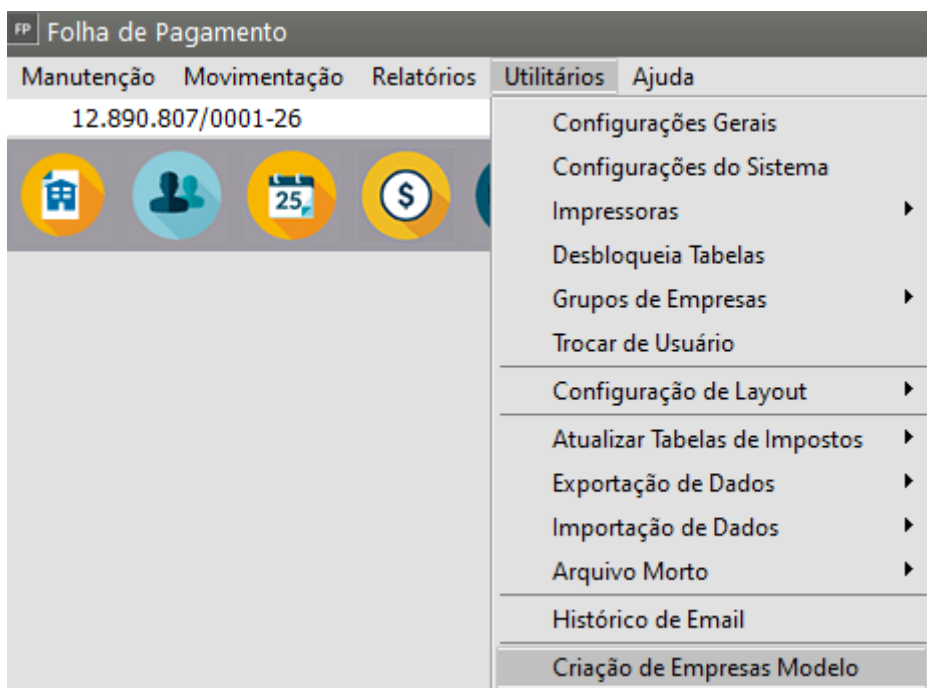 FP Folha de Pagamento
Manutenção Movimentação Relatórios Utilitários Ajuda
12.890.807/0001-26
25
$
Configurações Gerais
Configurações do Sistema
Impressoras
Desbloqueia Tabelas
Grupos de Empresas
Trocar de Usuário
Configuração de Layout
Atualizar Tabelas de Impostos
Exportação de Dados
Importação de Dados
Arquivo Morto
Histórico de Email
Criação de Empresas Modelo